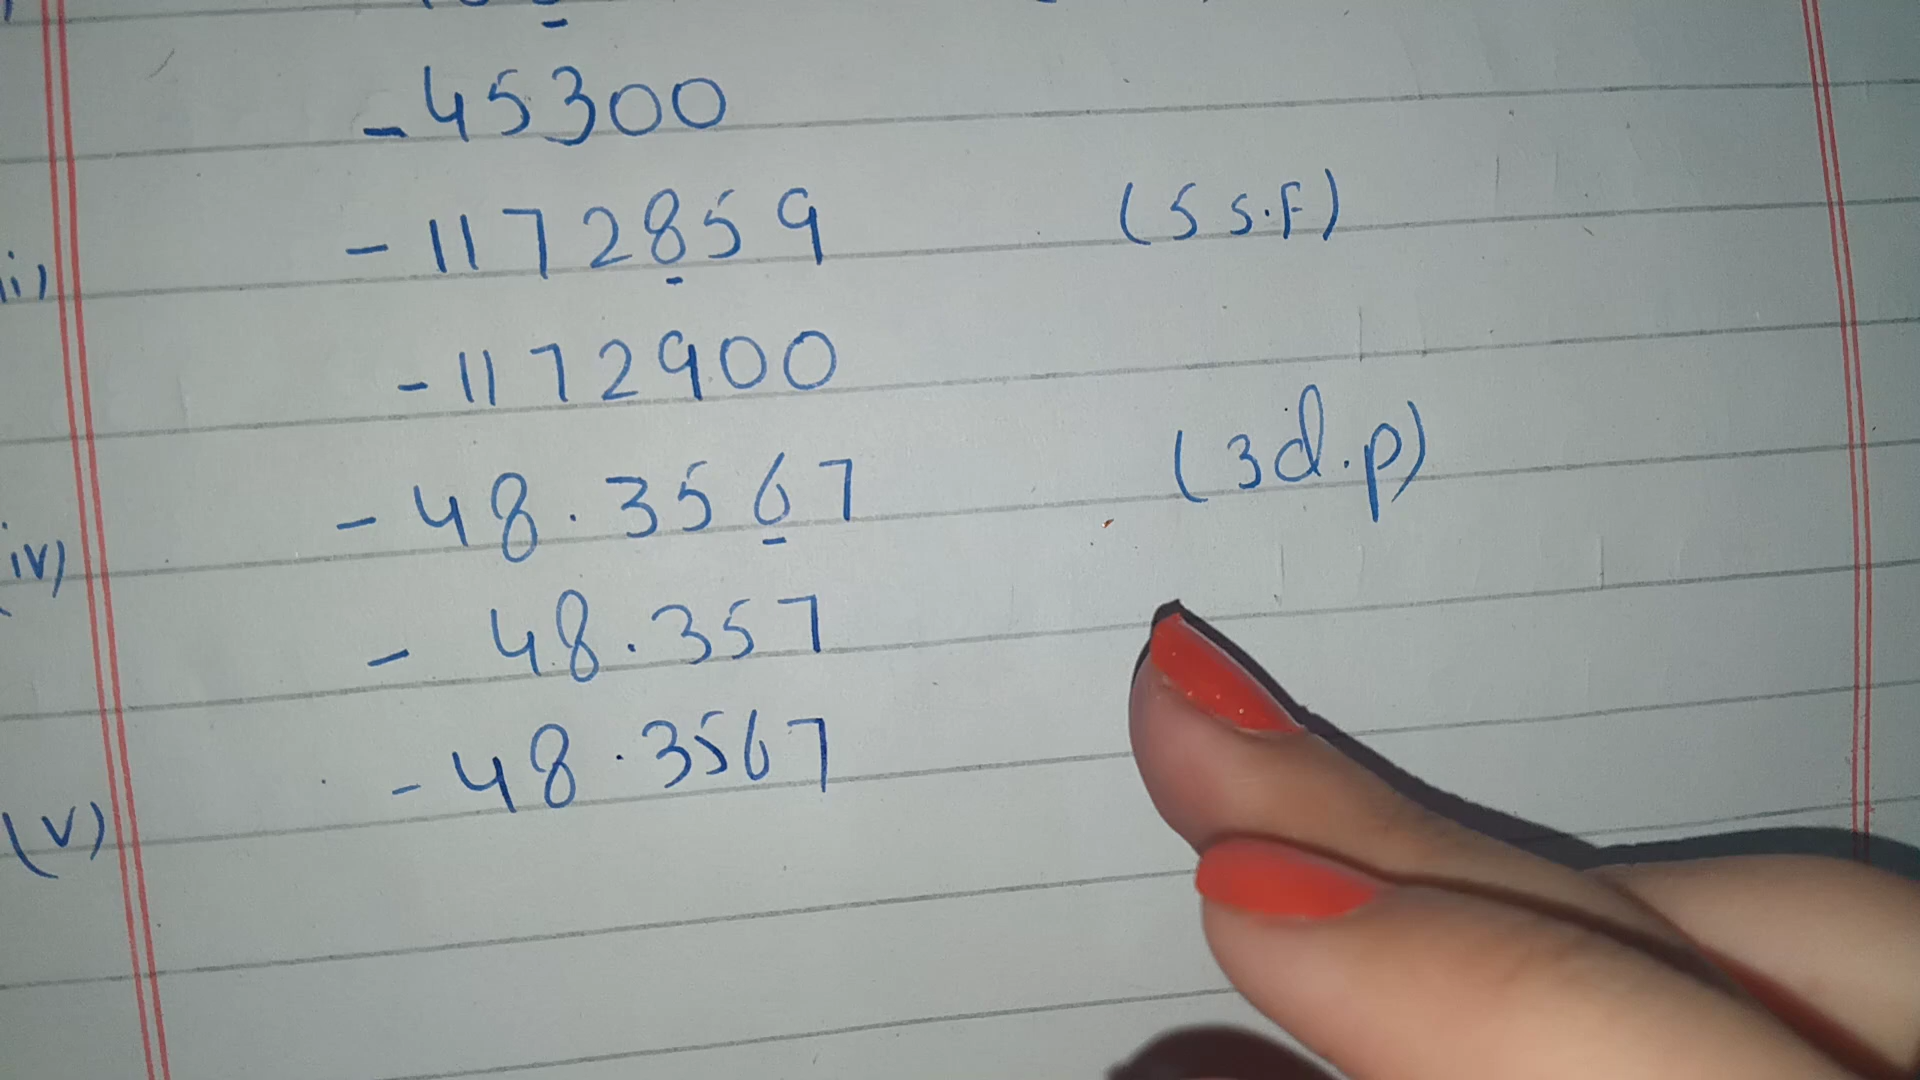 - 45300
ii) - 1172859 (5 s.f)
- 1172900
iv) - 48.3567 (3d.p)
- 48.357
(v) - 48.3567